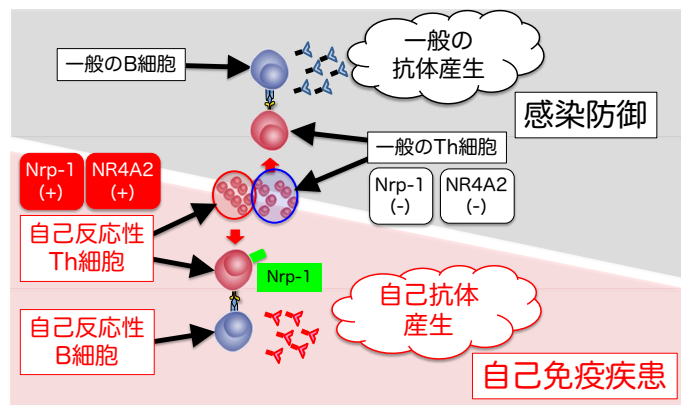 一般のB細胞
一般の
抗体産生
感染防御
一般のTh細胞
Nrp-1
(+)
NR4A2
(+)
Nrp-1
(-)
NR4A2
(-)
自己反応性
Th細胞
Nrp-1
自己抗体
産生
自己反応性
B細胞
自己免疫疾患